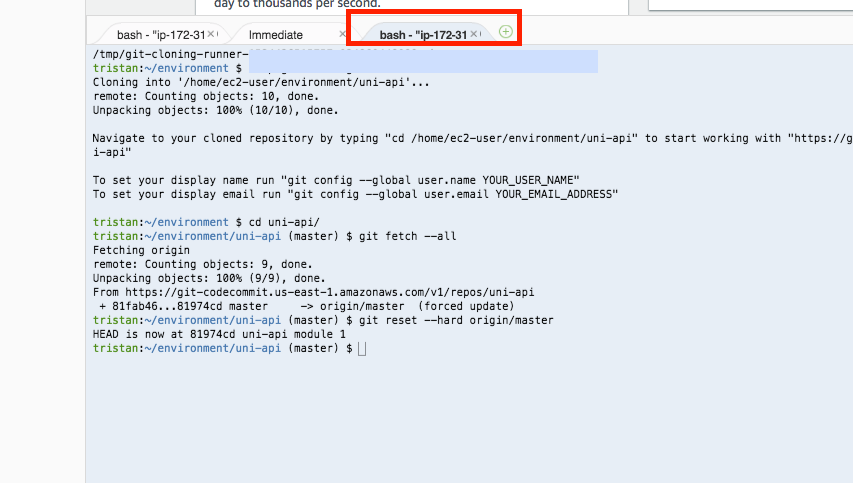 day to thousands per second.
bash - "ip-172-31 × Immediate × bash - "ip-172-31 ×
/tmp/git-cloning-runner-
tristan:~/environment $
Cloning into '/home/ec2-user/environment/uni-api'...
remote: Counting objects: 10, done.
Unpacking objects: 100% (10/10), done.
Navigate to your cloned repository by typing "cd /home/ec2-user/environment/uni-api" to start working with "https://g
i-api"
To set your display name run "git config --global user.name YOUR_USER_NAME"
To set your display email run "git config --global user.email YOUR_EMAIL_ADDRESS"
tristan:~/environment $ cd uni-api/
tristan:~/environment/uni-api (master) $ git fetch --all
Fetching origin
remote: Counting objects: 9, done.
Unpacking objects: 100% (9/9), done.
From https://git-codecommit.us-east-1.amazonaws.com/v1/repos/uni-api
+ 81fab46...81974cd master -> origin/master (forced update)
tristan:~/environment/uni-api (master) $ git reset --hard origin/master
HEAD is now at 81974cd uni-api module 1
tristan:~/environment/uni-api (master) $